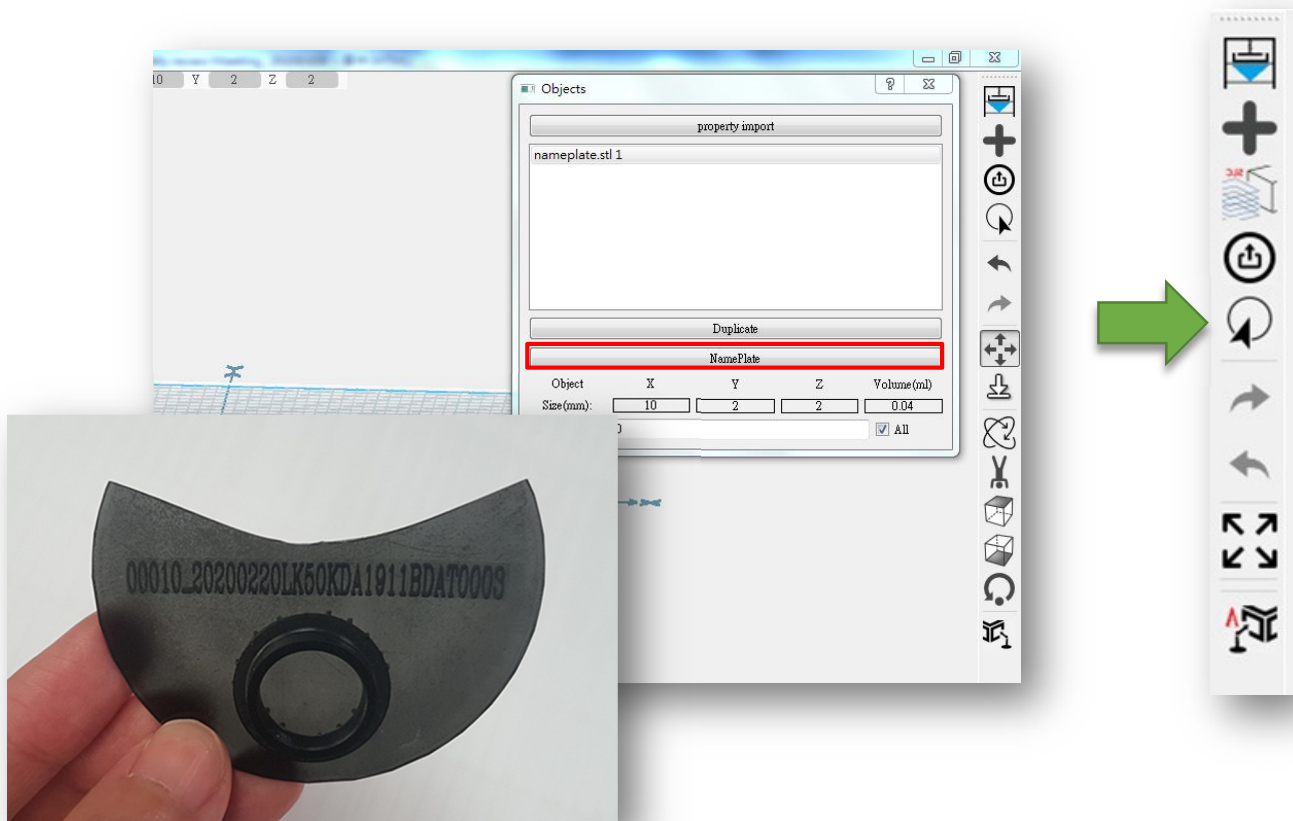 Y 2 Z 2
Objects
property import
nameplate.stl 1
Duplicate
NamePlate
Object X Y Z Volume(ml)
Size(mm): 10 2 2 0.04
All
00010_20200220LK50KDA1911BDAT0003
SLC